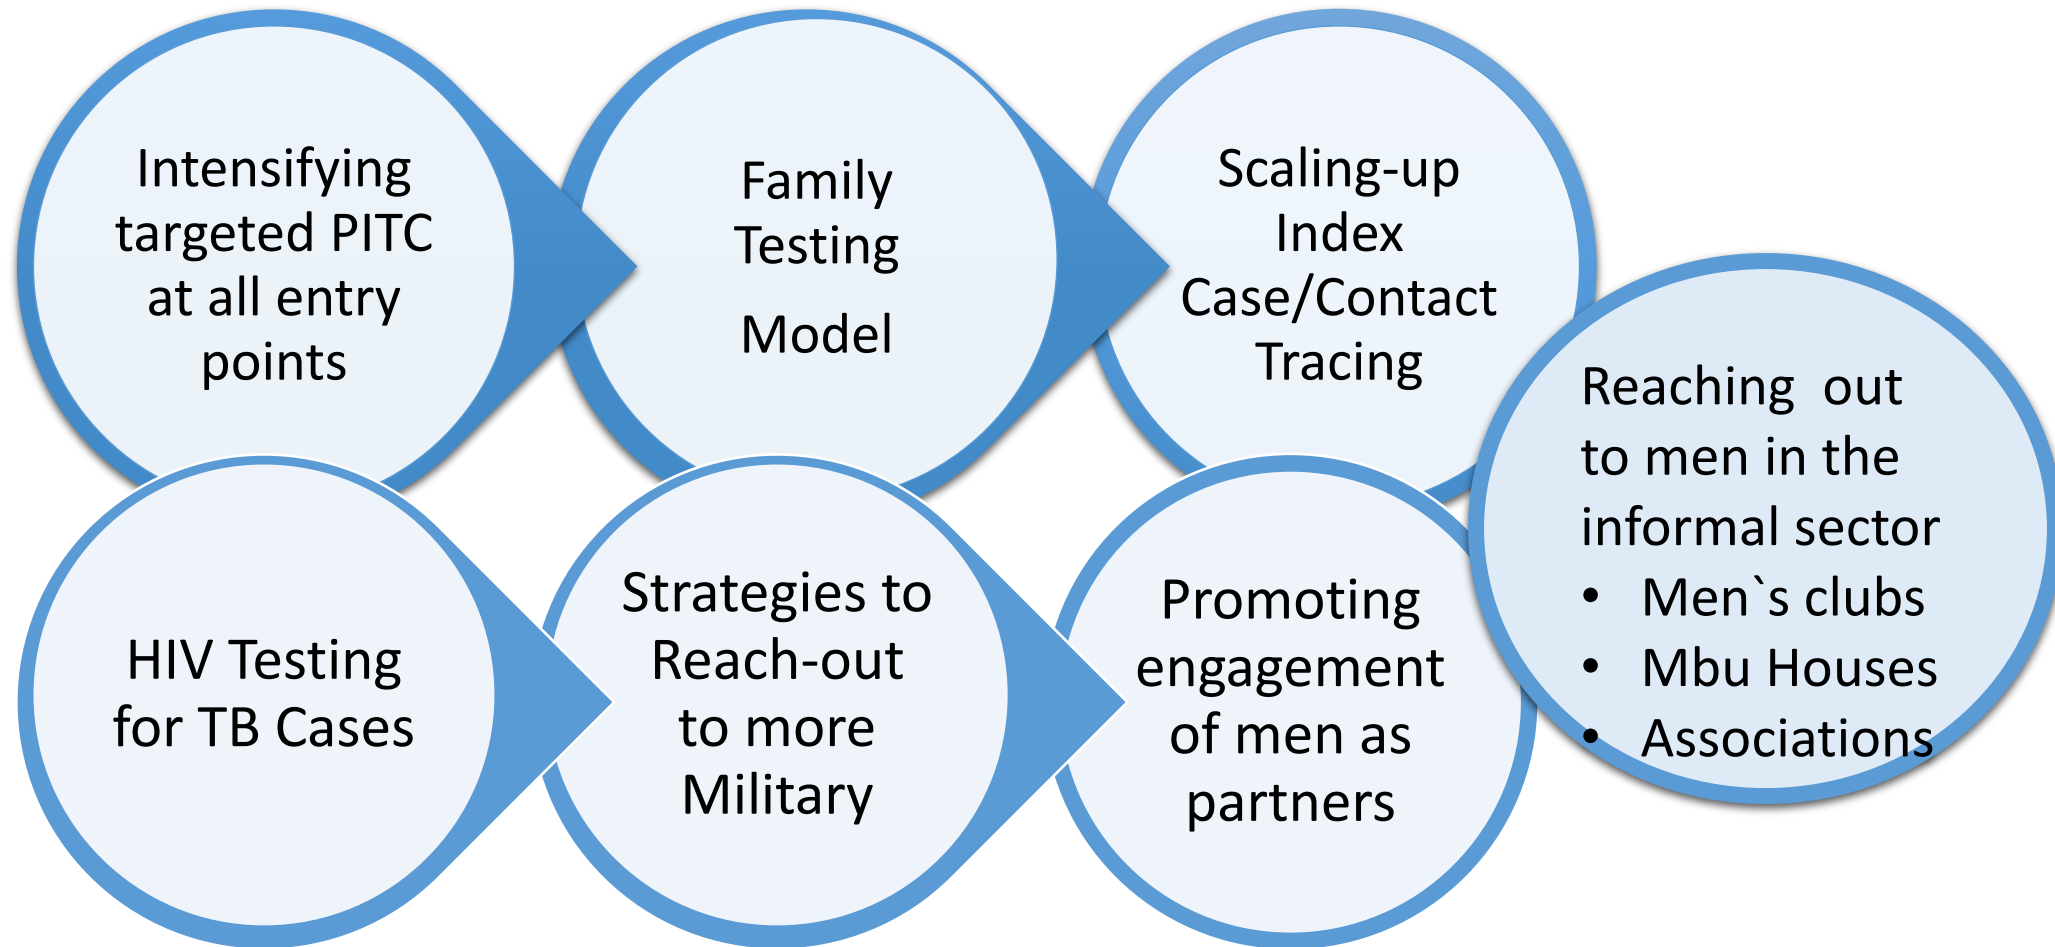 Intensifying
targeted PITC
at all entry
points
Family
Testing
Model
Scaling-up
Index
Case/Contact
Tracing
Reaching  out
to men in the
informal sector
• Men`s clubs
• Mbu Houses
• Associations
HIV Testing
for TB Cases
Strategies to
Reach-out
to more
Military
Promoting
engagement
of men as
partners